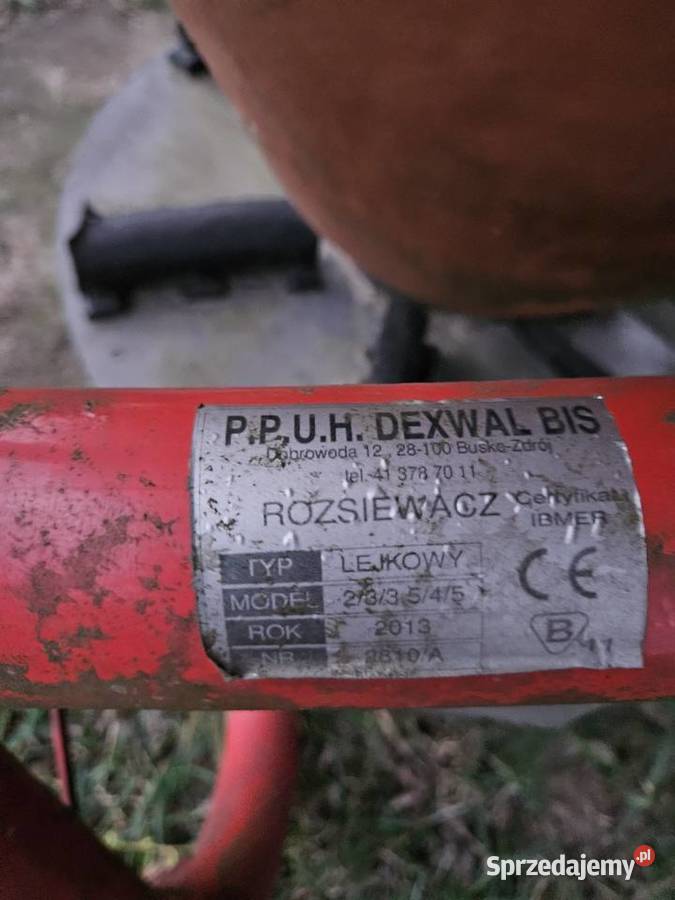 P.P.U.H. DEXWAL BIS
Dobrowoda 12, 28-100 Busko-Zdrój
tel. 41 378 70 11
ROZSIEWACZ
Certyfikat
IBMER
TYP LEJKOWY
MODEL 2/3/3,5/4/5
ROK 2013
NR 2610/A
CE
B
Sprzedajemy.pl